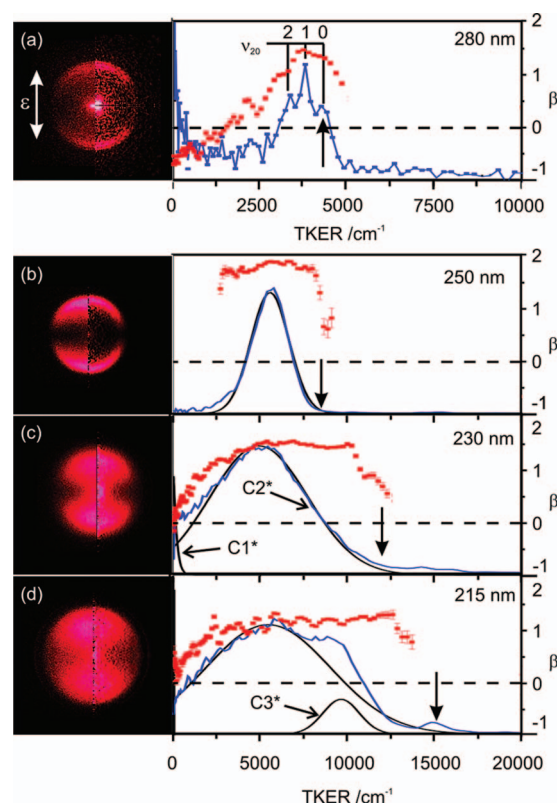 (a)
ε
ν20
2 1 0
280 nm
2
1
0
-1
β
0 2500 5000 7500 10000
TKER /cm-1
(b)
250 nm
2
1
0
-1
β
(c)
230 nm
C2*
C1*
2
1
0
-1
β
(d)
215 nm
C3*
2
1
0
-1
β
0 5000 10000 15000 20000
TKER /cm-1